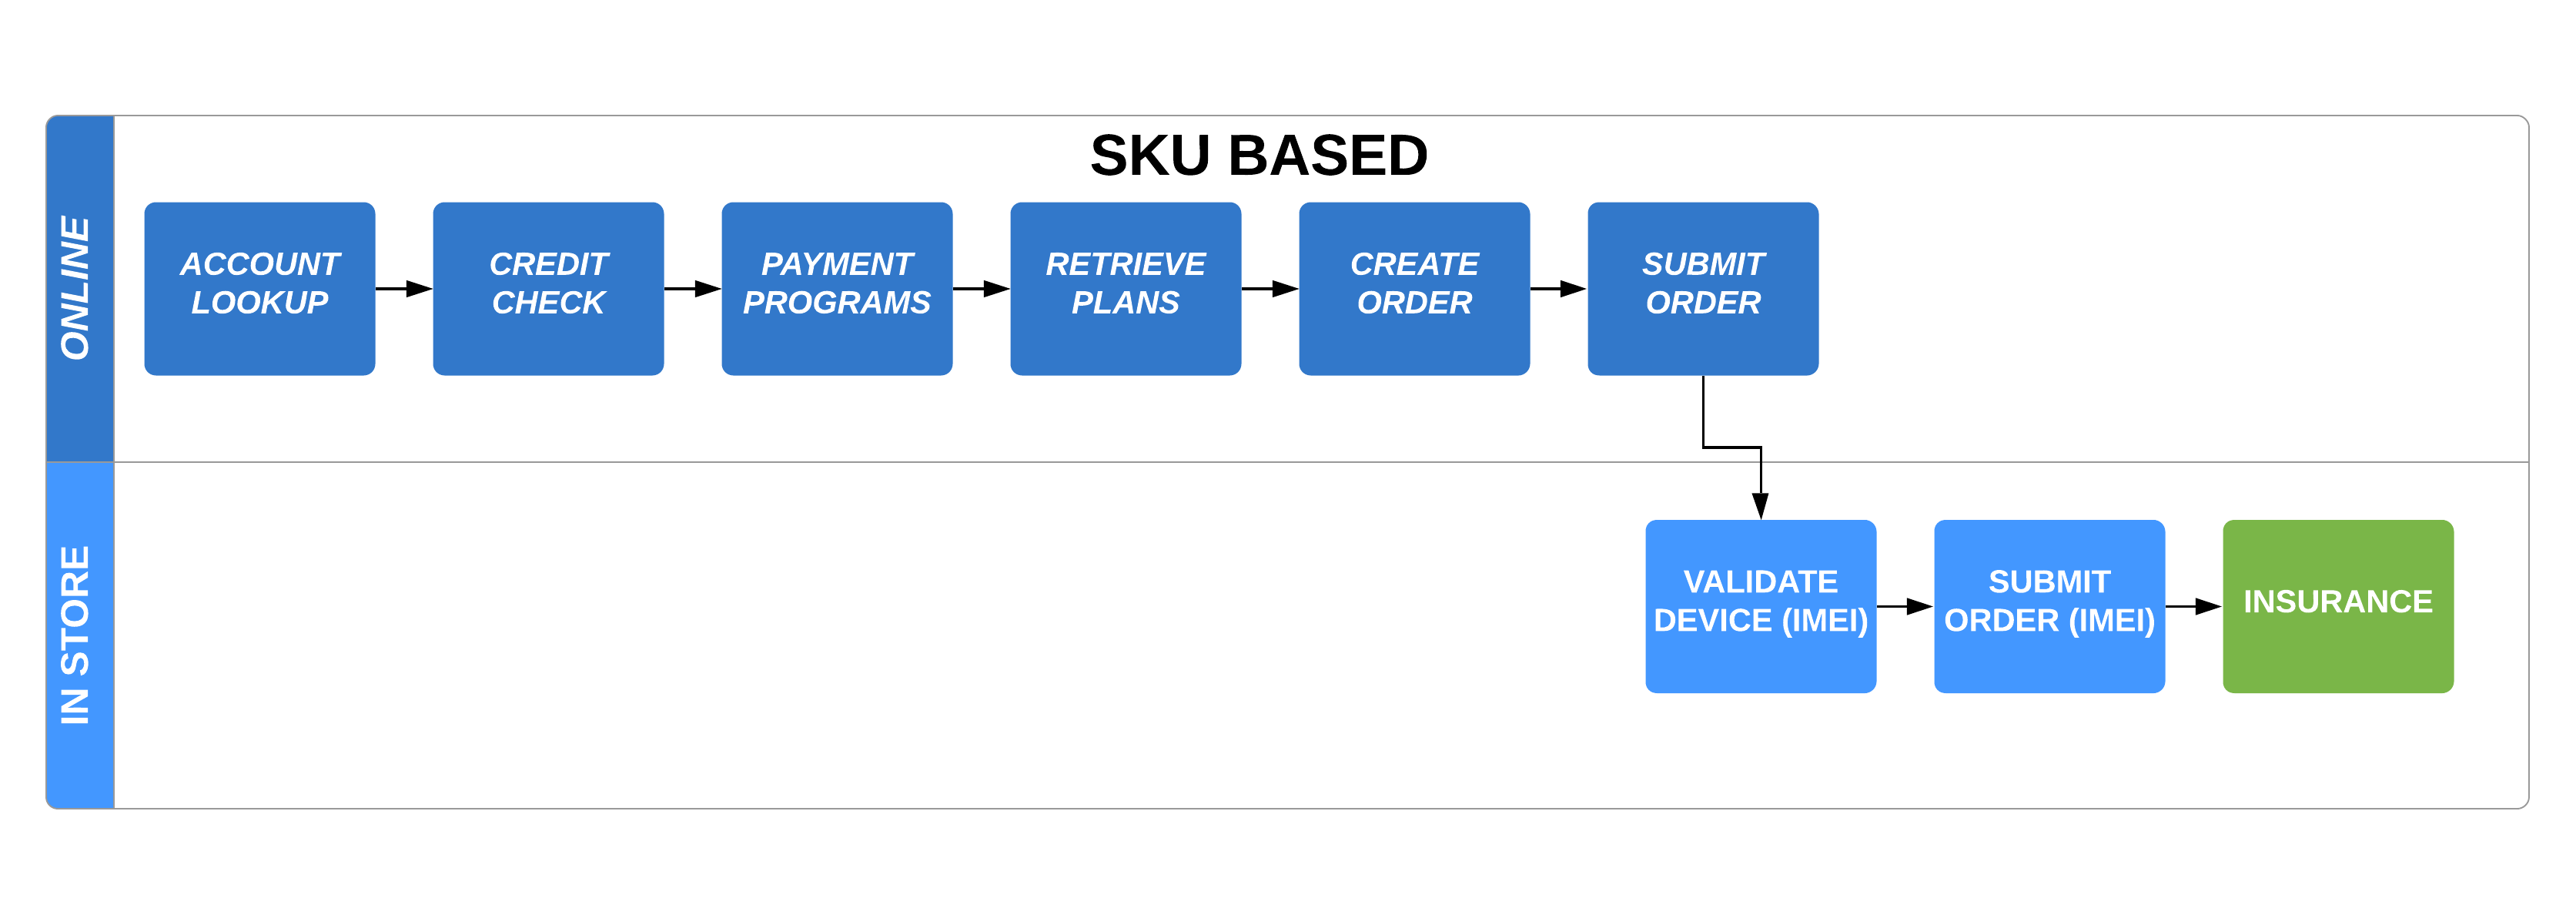 SKU BASED
ONLINE
ACCOUNT
LOOKUP
CREDIT
CHECK
PAYMENT
PROGRAMS
RETRIEVE
PLANS
CREATE
ORDER
SUBMIT
ORDER
IN STORE
VALIDATE
DEVICE (IMEI)
SUBMIT
ORDER (IMEI)
INSURANCE